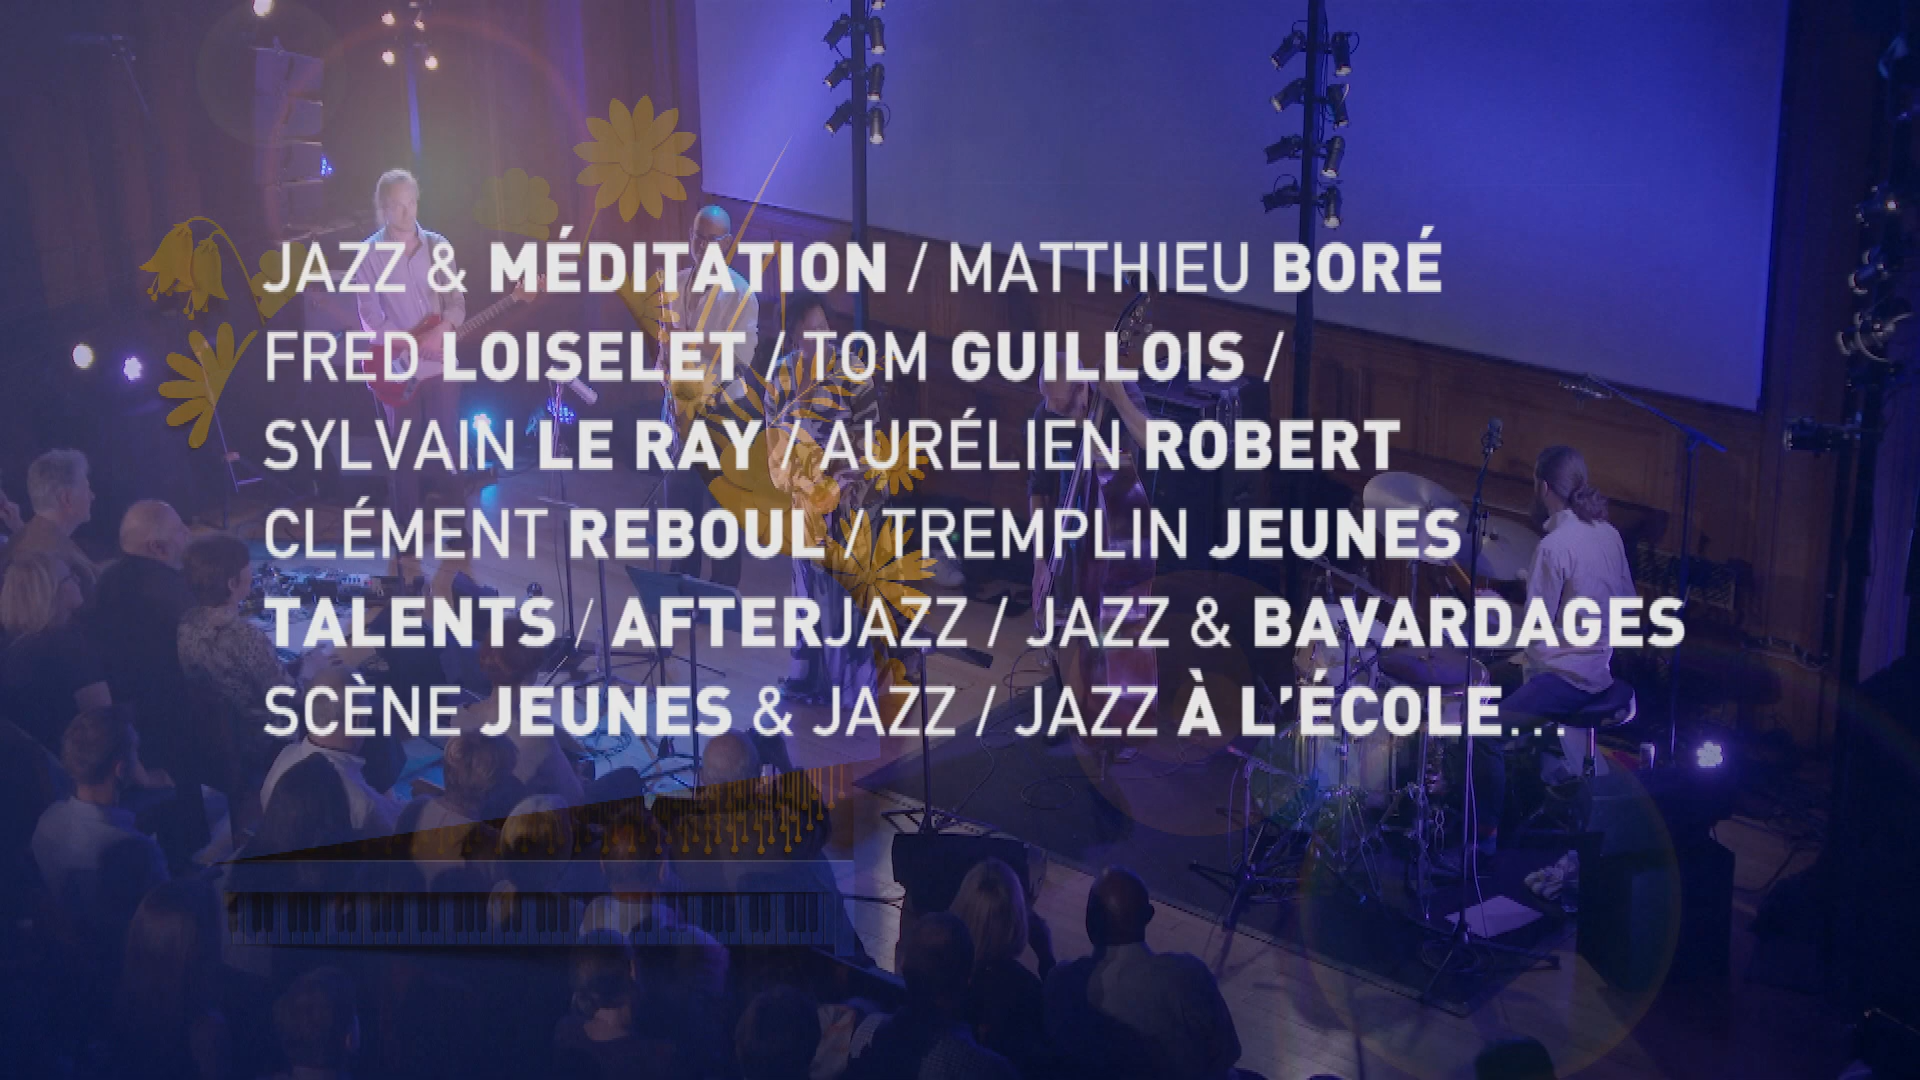 JAZZ & MÉDITATION / MATTHIEU BORÉ
FRED LOISELET / TOM GUILLOIS /
SYLVAIN LE RAY / AURÉLIEN ROBERT
CLÉMENT REBOUL / TREMPLIN JEUNES
TALENTS / AFTERJAZZ / JAZZ & BAVARDAGES
SCÈNE JEUNES & JAZZ / JAZZ À L'ÉCOLE...